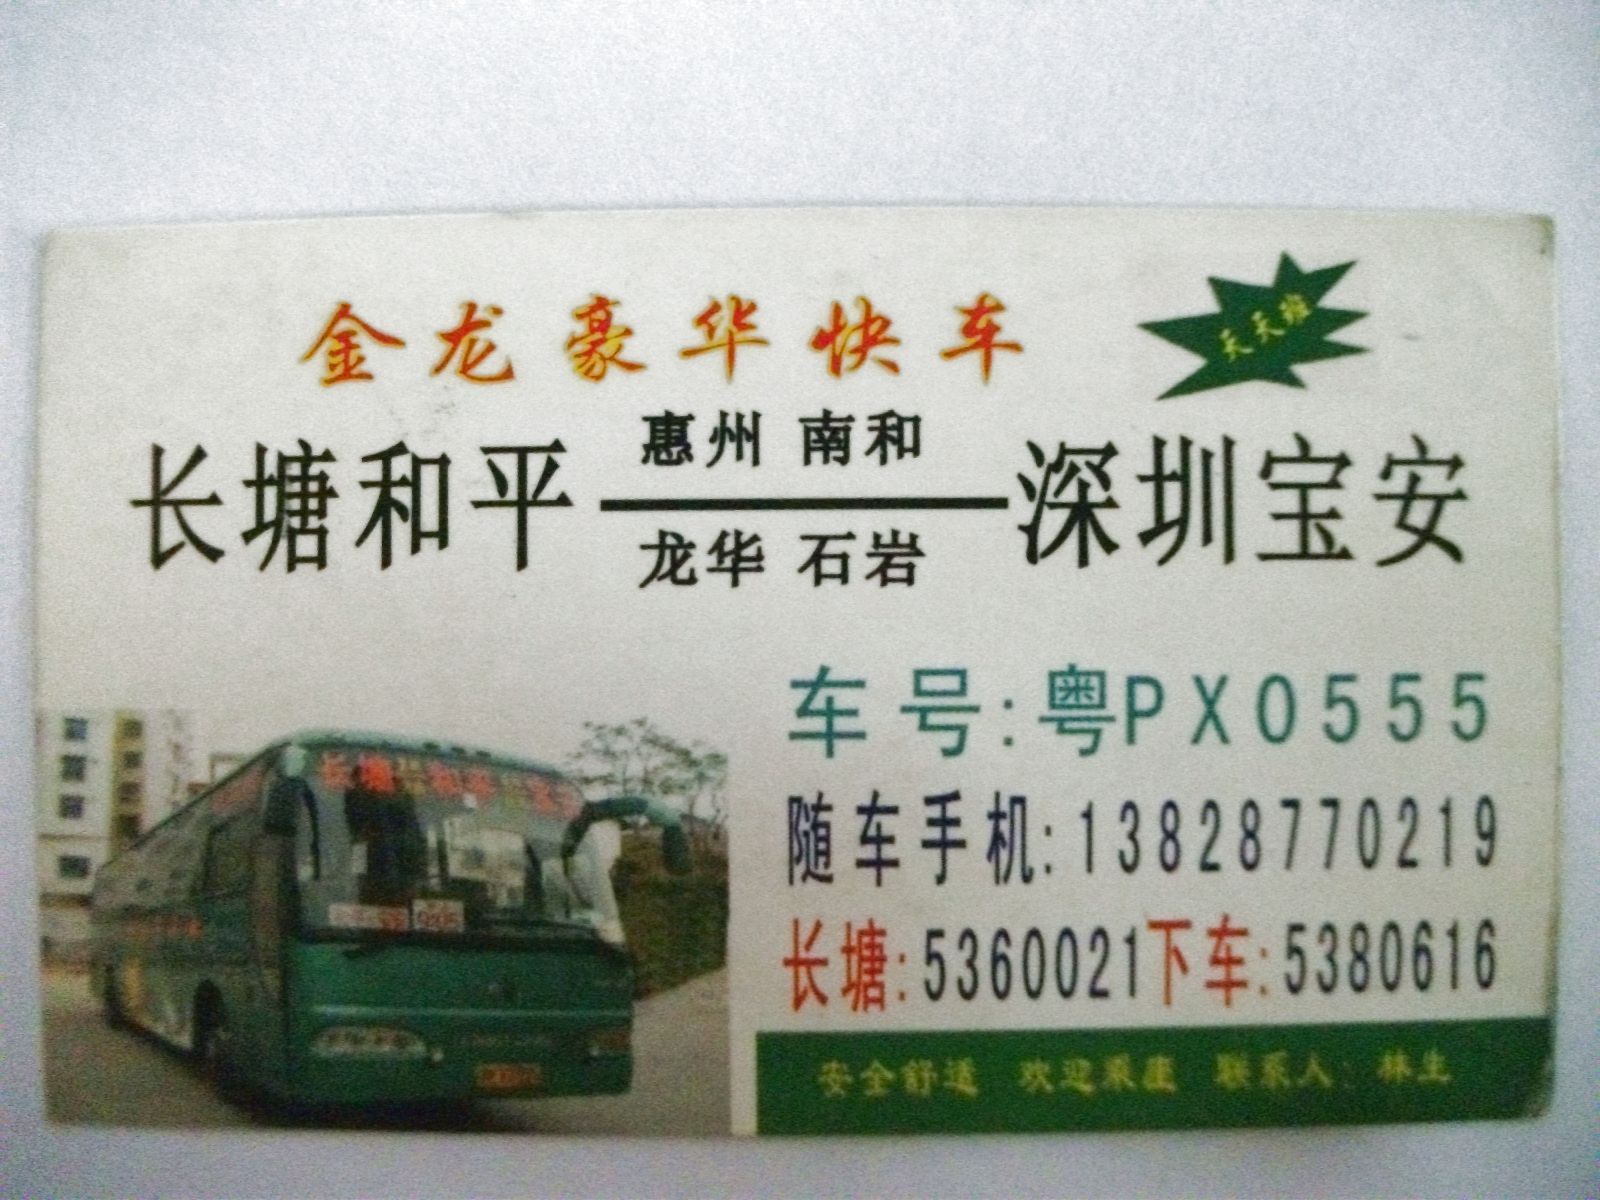 金龙豪华快车
天天班
长塘和平
惠州 南和
龙华 石岩
深圳宝安
车号:粤PX0555
随车手机:13828770219
长塘:5360021下车:5380616
安全舒适 欢迎乘座 联系人:林生